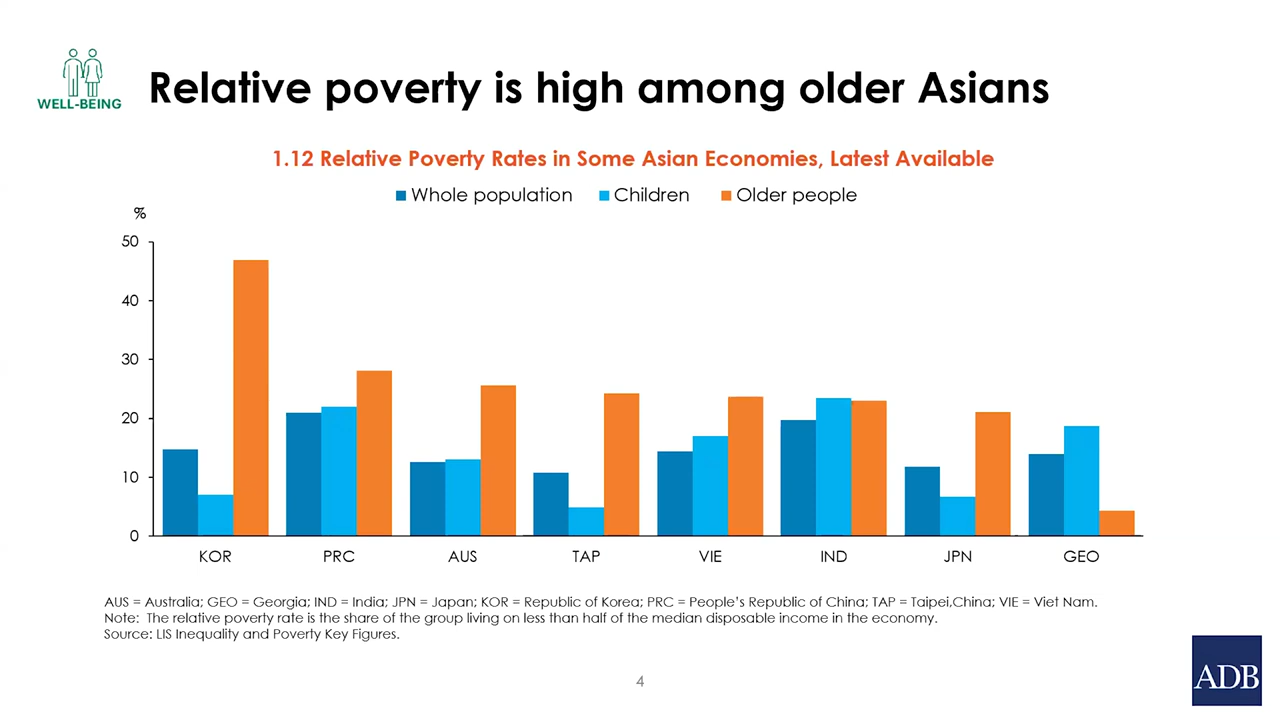 WELL-BEING
Relative poverty is high among older Asians
1.12 Relative Poverty Rates in Some Asian Economies, Latest Available
Whole population Children Older people
%
50
40
30
20
10
0
KOR PRC AUS TAP VIE IND JPN GEO
AUS = Australia; GEO = Georgia; IND = India; JPN = Japan; KOR = Republic of Korea; PRC = People’s Republic of China; TAP = Taipei,China; VIE = Viet Nam.
Note: The relative poverty rate is the share of the group living on less than half of the median disposable income in the economy.
Source: LIS Inequality and Poverty Key Figures.
4
ADB